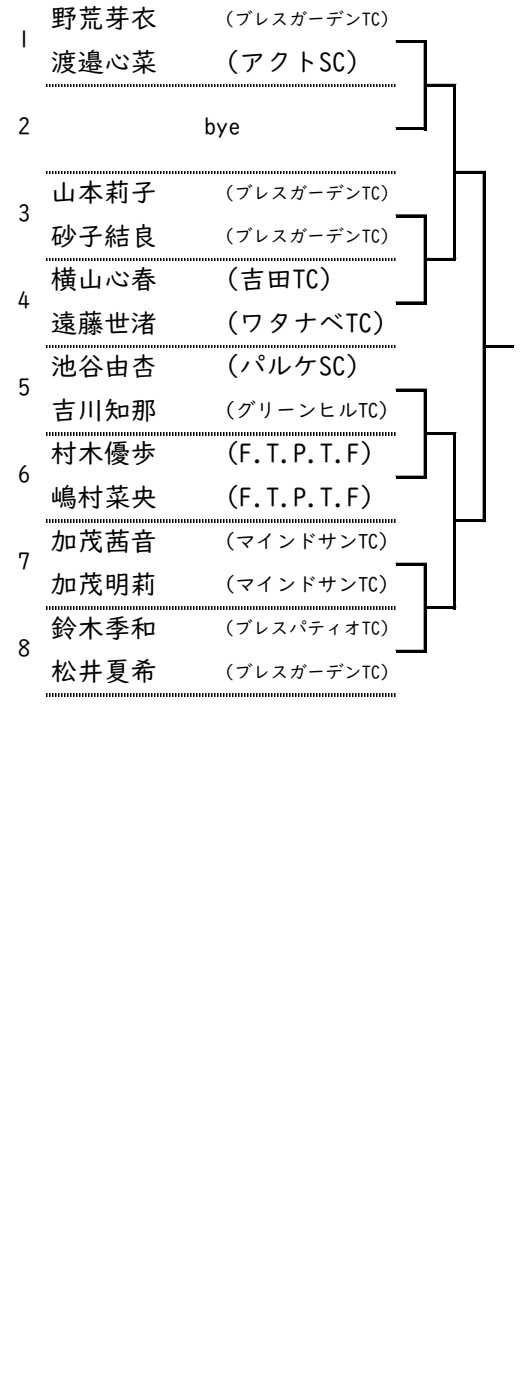 1
野荒芽衣 (ブレスガーデンTC)
渡邉心菜 (アクトSC)
2 bye
3
山本莉子 (ブレスガーデンTC)
砂子結良 (ブレスガーデンTC)
4
横山心春 (吉田TC)
遠藤世渚 (ワタナベTC)
5
池谷由杏 (パルケSC)
吉川知那 (グリーンヒルTC)
6
村木優歩 (F.T.P.T.F)
嶋村菜央 (F.T.P.T.F)
7
加茂茜音 (マインドサンTC)
加茂明莉 (マインドサンTC)
8
鈴木季和 (ブレスパティオTC)
松井夏希 (ブレスガーデンTC)